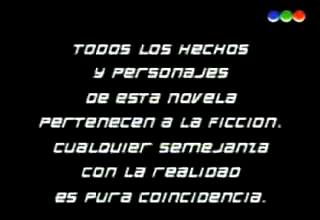 TODOS LOS HECHOS
Y PERSONAJES
DE ESTA NOVELA
PERTENECEN A LA FICCION.
CUALQUIER SEMEJANZA
CON LA REALIDAD
ES PURA COINCIDENCIA.